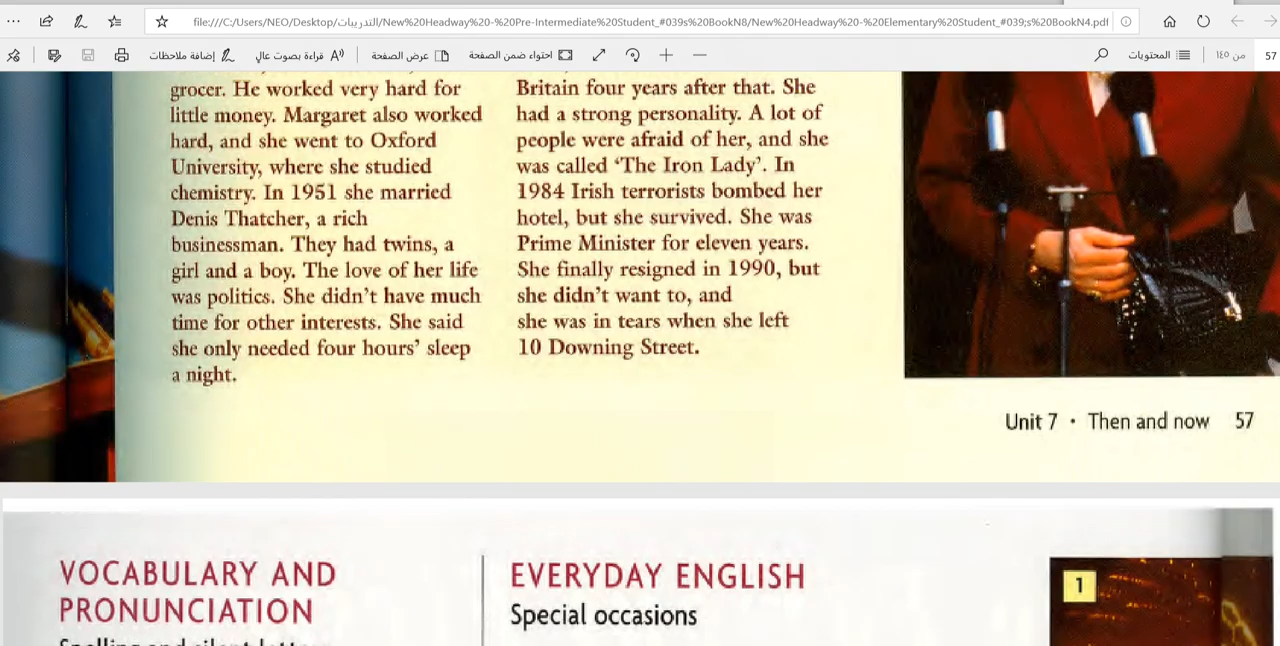 file:///C:/Users/NEO/Desktop/التدريبات/New%20Headway%20-%20Pre-Intermediate%20Student_#039s%20BookN8/New%20Headway%20-%20Elementary%20Student_#039;s%20BookN4.pdf
إضافة ملاحظات
قراءة بصوت عالٍ
عرض الصفحة
احتواء ضمن الصفحة
المحتويات
57 من ١٤٥
grocer. He worked very hard for
little money. Margaret also worked
hard, and she went to Oxford
University, where she studied
chemistry. In 1951 she married
Denis Thatcher, a rich
businessman. They had twins, a
girl and a boy. The love of her life
was politics. She didn't have much
time for other interests. She said
she only needed four hours' sleep
a night.
Britain four years after that. She
had a strong personality. A lot of
people were afraid of her, and she
was called ‘The Iron Lady’. In
1984 Irish terrorists bombed her
hotel, but she survived. She was
Prime Minister for eleven years.
She finally resigned in 1990, but
she didn't want to, and
she was in tears when she left
10 Downing Street.
Unit 7 • Then and now 57
VOCABULARY AND
PRONUNCIATION
EVERYDAY ENGLISH
Special occasions
1